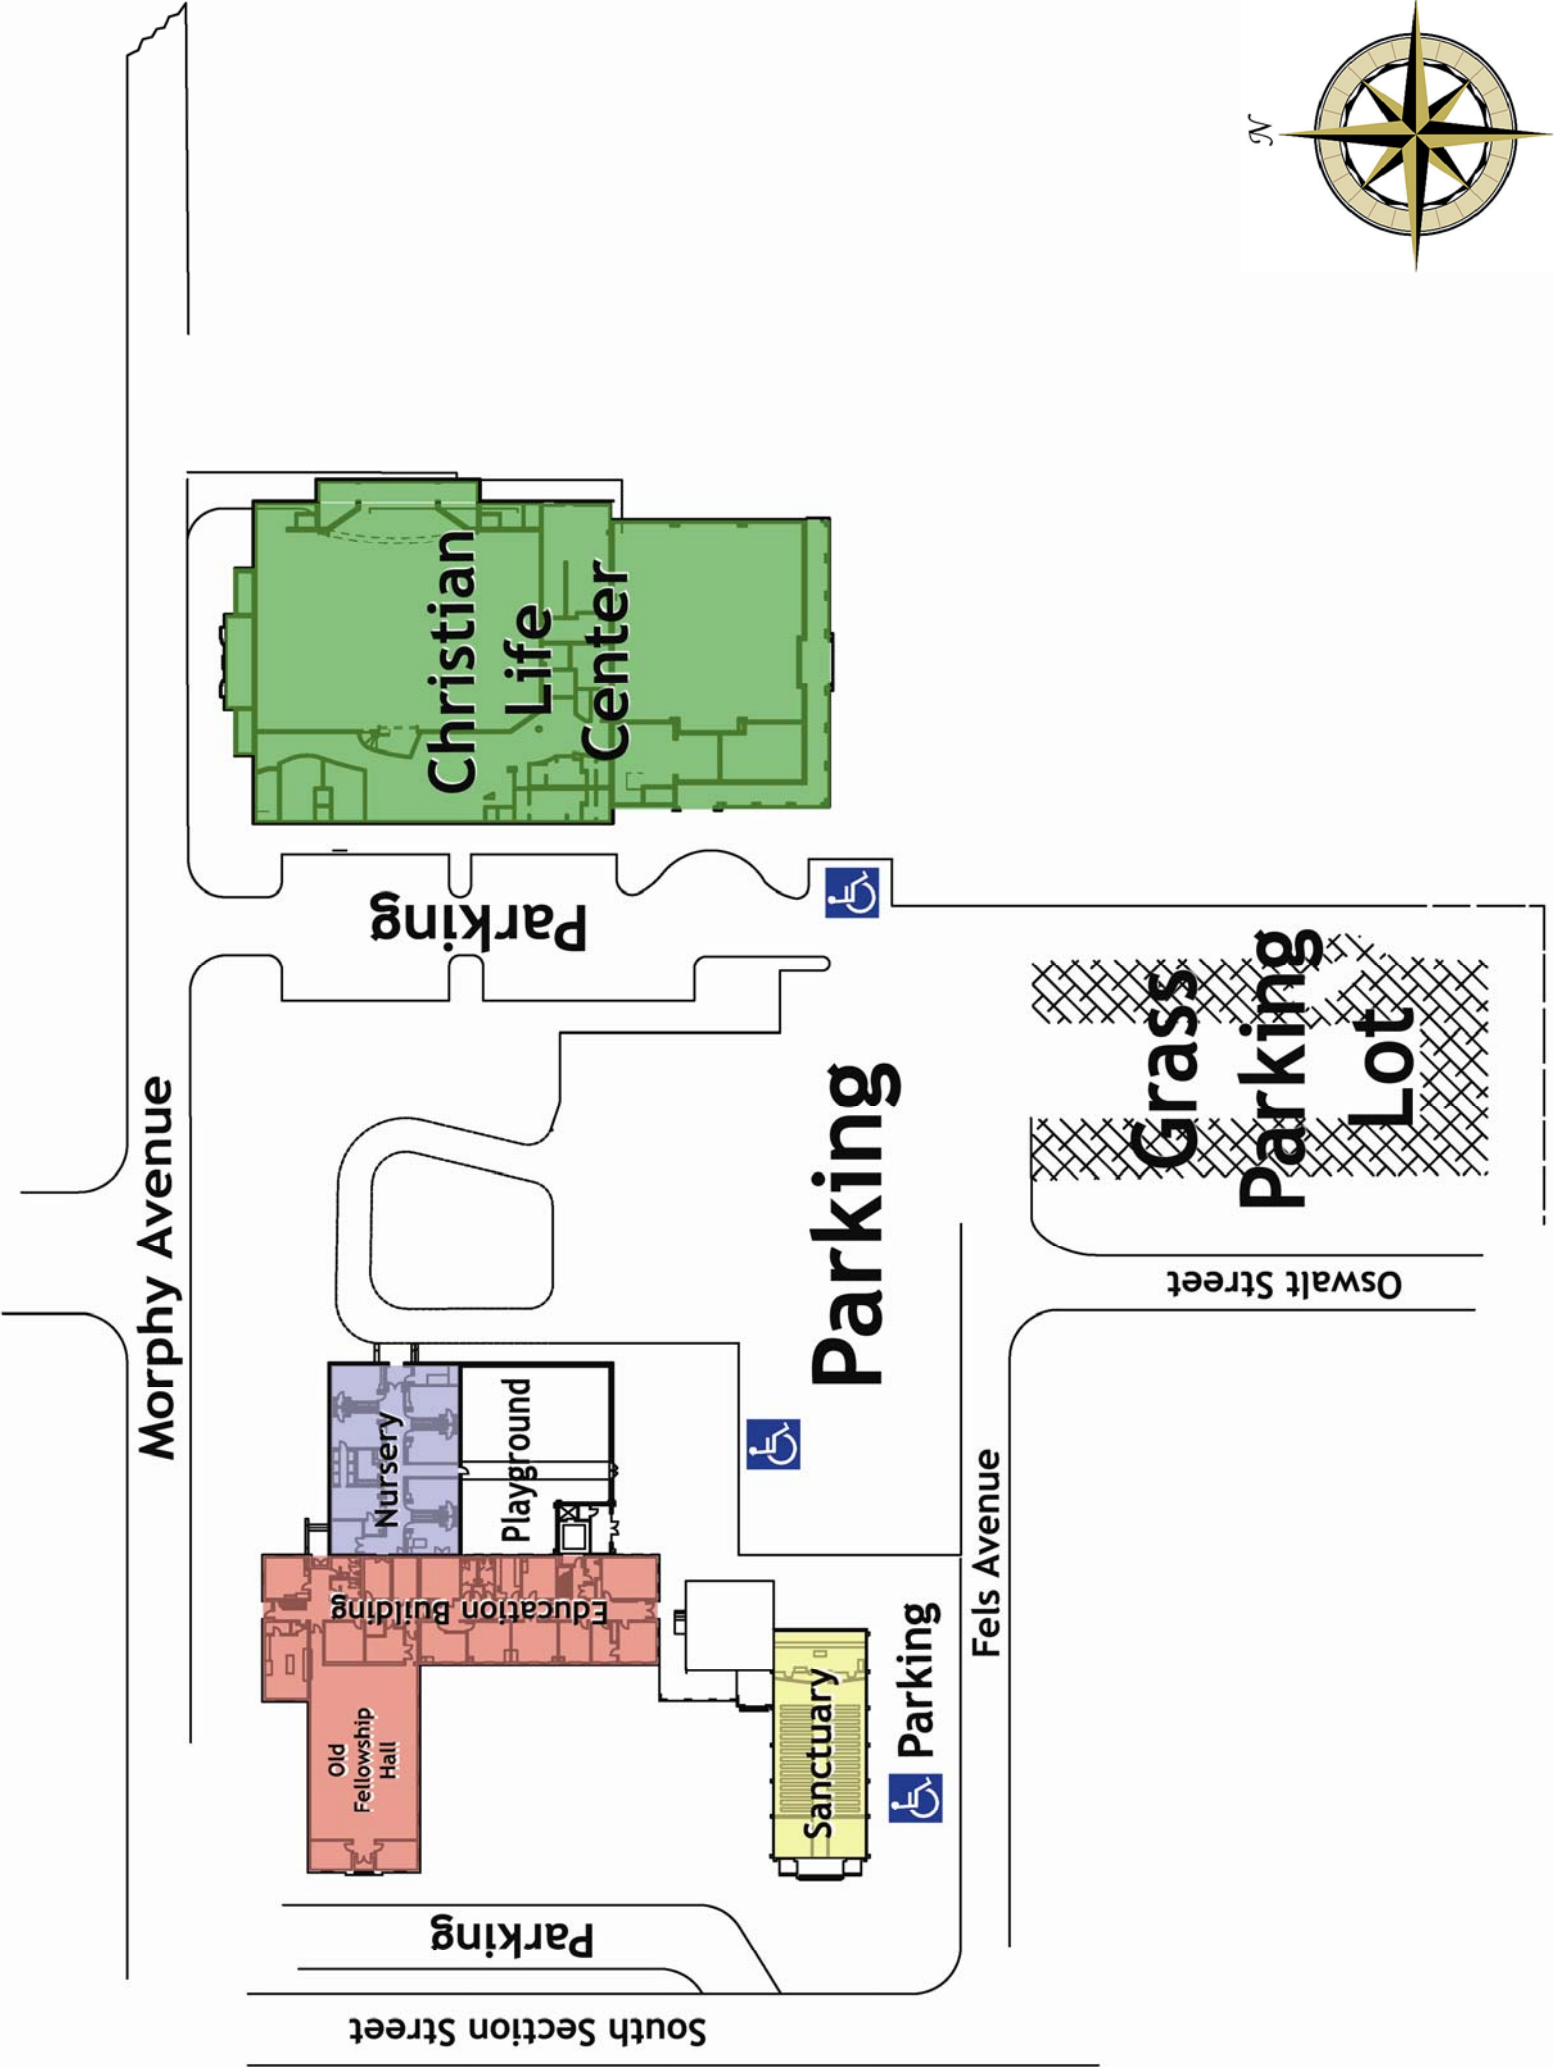 N
Morphy Avenue
Christian
Life
Center
Parking
Parking
Grass
Parking
Lot
Oswalt Street
Nursery
Playground
Education Building
Old
Fellowship
Hall
Sanctuary
Parking
Fels Avenue
Parking
South Section Street